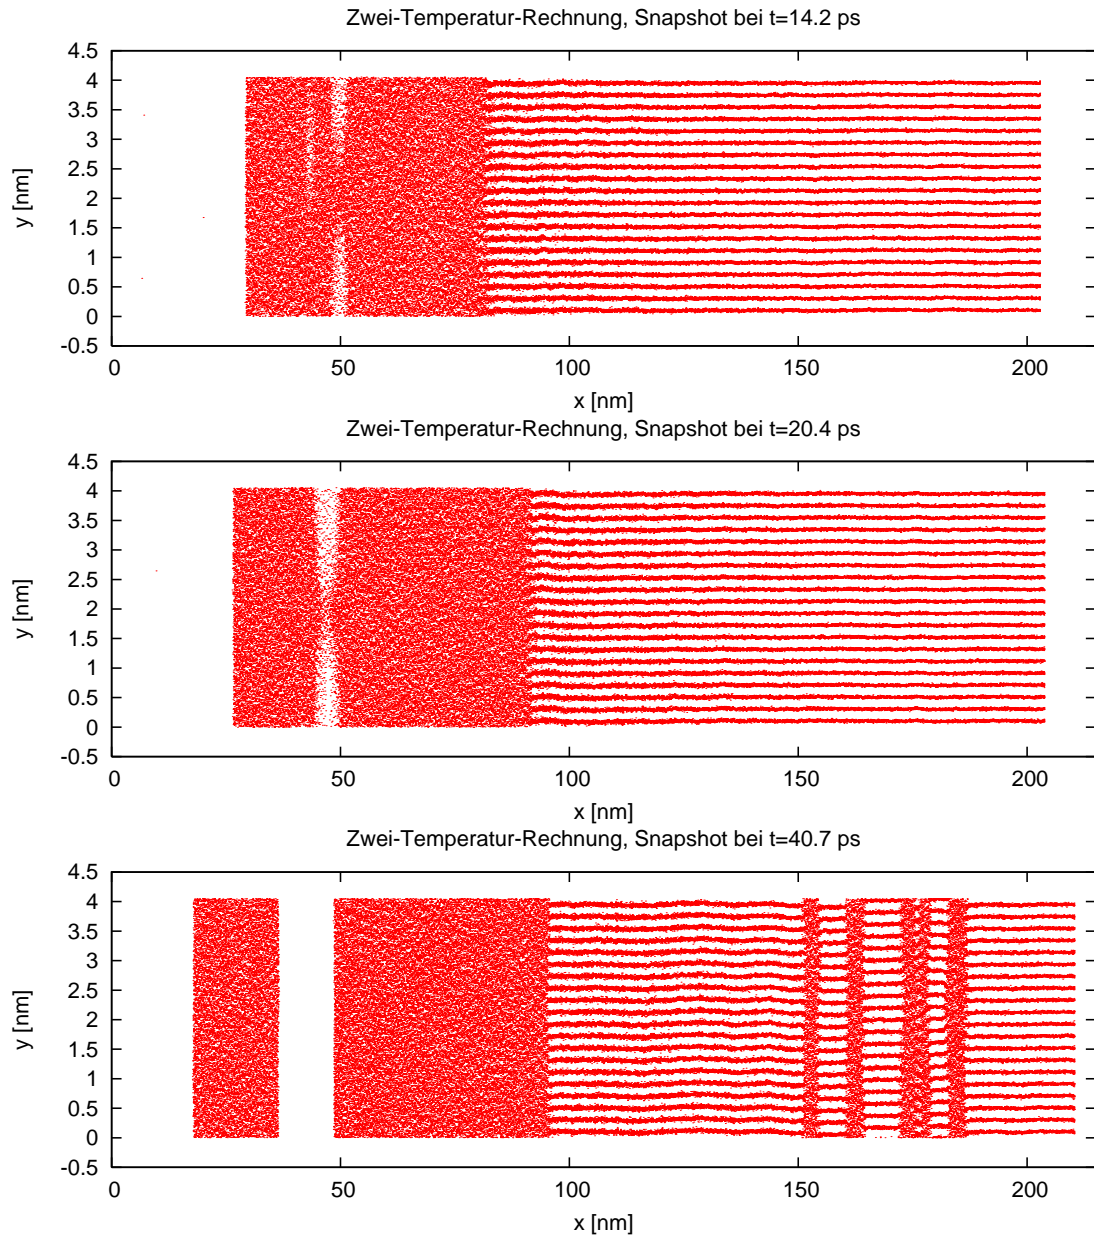 Zwei-Temperatur-Rechnung, Snapshot bei t=14.2 ps
4.5
4
3.5
3
2.5
2
1.5
1
0.5
0
-0.5
y [nm]
0 50 100 150 200
x [nm]
Zwei-Temperatur-Rechnung, Snapshot bei t=20.4 ps
4.5
4
3.5
3
2.5
2
1.5
1
0.5
0
-0.5
y [nm]
0 50 100 150 200
x [nm]
Zwei-Temperatur-Rechnung, Snapshot bei t=40.7 ps
4.5
4
3.5
3
2.5
2
1.5
1
0.5
0
-0.5
y [nm]
0 50 100 150 200
x [nm]